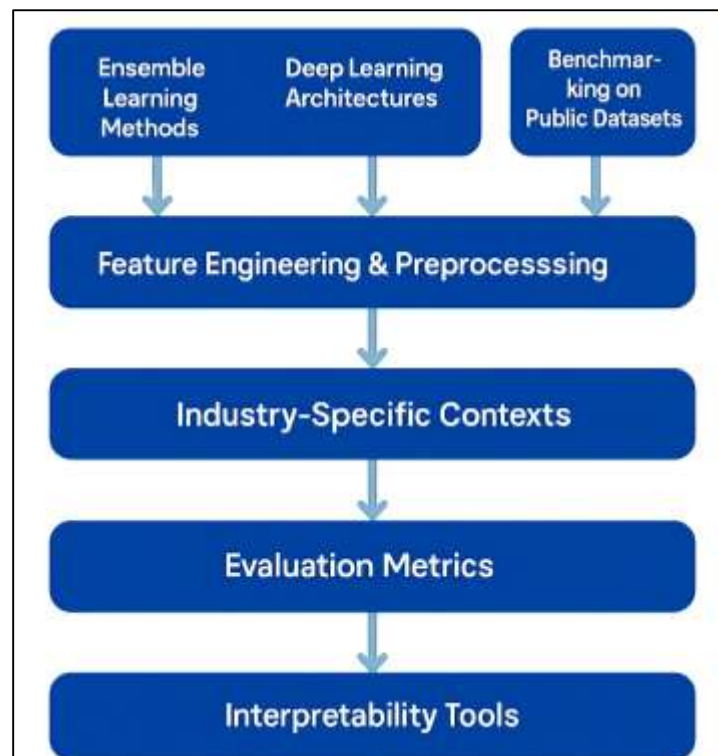 Ensemble
Learning
Methods
Deep Learning
Architectures
Benchmar-
king on
Public Datasets
Feature Engineering & Preprocesssing
Industry-Specific Contexts
Evaluation Metrics
Interpretability Tools